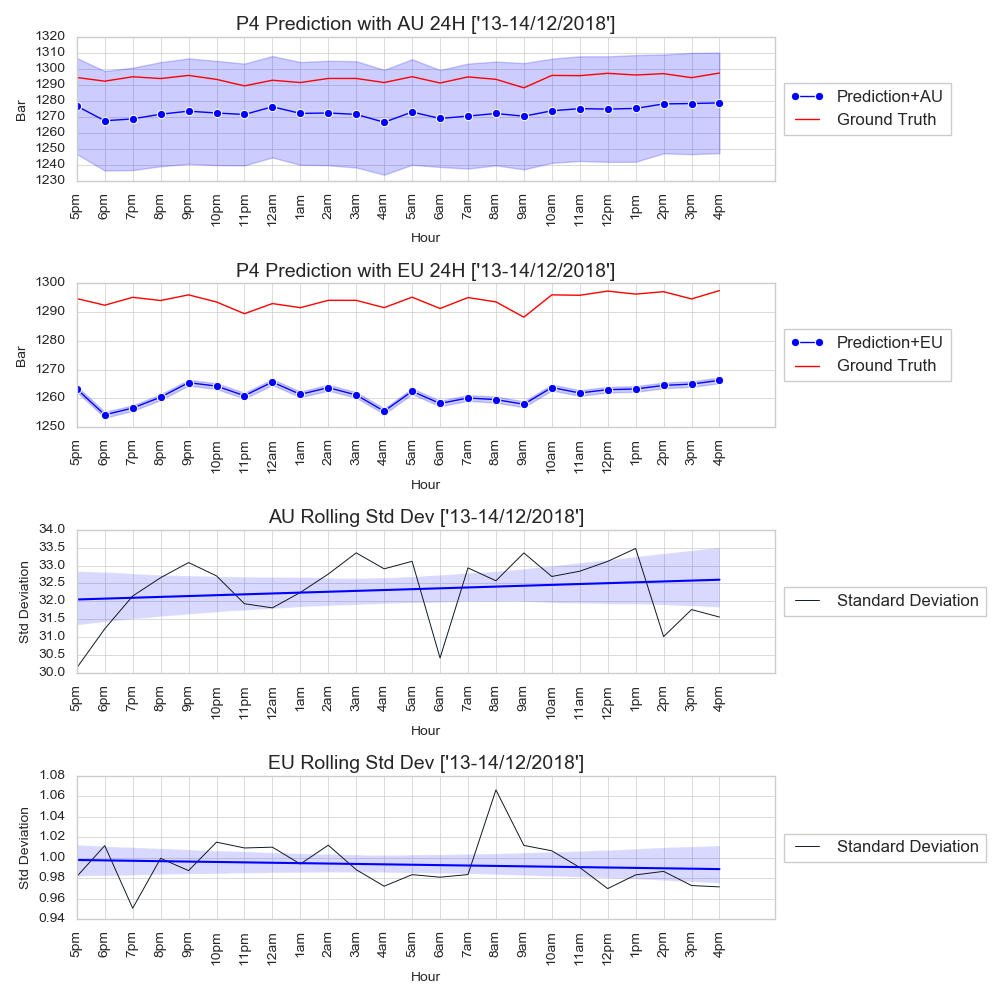 P4 Prediction with AU 24H ['13-14/12/2018']
1320
1310
1300
1290
1280
1270
1260
1250
1240
1230
Bar
5pm 6pm 7pm 8pm 9pm 10pm 11pm 12am 1am 2am 3am 4am 5am 6am 7am 8am 9am 10am 11am 12pm 1pm 2pm 3pm 4pm
Hour
Prediction+AU
Ground Truth
P4 Prediction with EU 24H ['13-14/12/2018']
1300
1290
1280
1270
1260
1250
Bar
5pm 6pm 7pm 8pm 9pm 10pm 11pm 12am 1am 2am 3am 4am 5am 6am 7am 8am 9am 10am 11am 12pm 1pm 2pm 3pm 4pm
Hour
Prediction+EU
Ground Truth
AU Rolling Std Dev ['13-14/12/2018']
34.0
33.5
33.0
32.5
32.0
31.5
31.0
30.5
30.0
Std Deviation
5pm 6pm 7pm 8pm 9pm 10pm 11pm 12am 1am 2am 3am 4am 5am 6am 7am 8am 9am 10am 11am 12pm 1pm 2pm 3pm 4pm
Hour
Standard Deviation
EU Rolling Std Dev ['13-14/12/2018']
1.08
1.06
1.04
1.02
1.00
0.98
0.96
0.94
Std Deviation
5pm 6pm 7pm 8pm 9pm 10pm 11pm 12am 1am 2am 3am 4am 5am 6am 7am 8am 9am 10am 11am 12pm 1pm 2pm 3pm 4pm
Hour
Standard Deviation